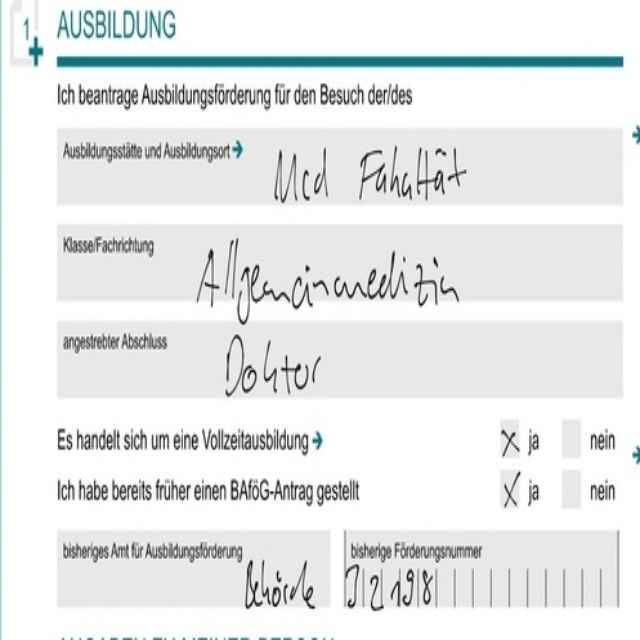 1 AUSBILDUNG
Ich beantrage Ausbildungsförderung für den Besuch der/des
Ausbildungsstätte und Ausbildungsort → Med Fakultät
Klasse/Fachrichtung Allgemeinmedizin
angestrebter Abschluss Doktor
Es handelt sich um eine Vollzeitausbildung → X ja nein
Ich habe bereits früher einen BAföG-Antrag gestellt X ja nein
bisheriges Amt für Ausbildungsförderung bisherige Förderungsnummer
Behörde 2 1 9 8